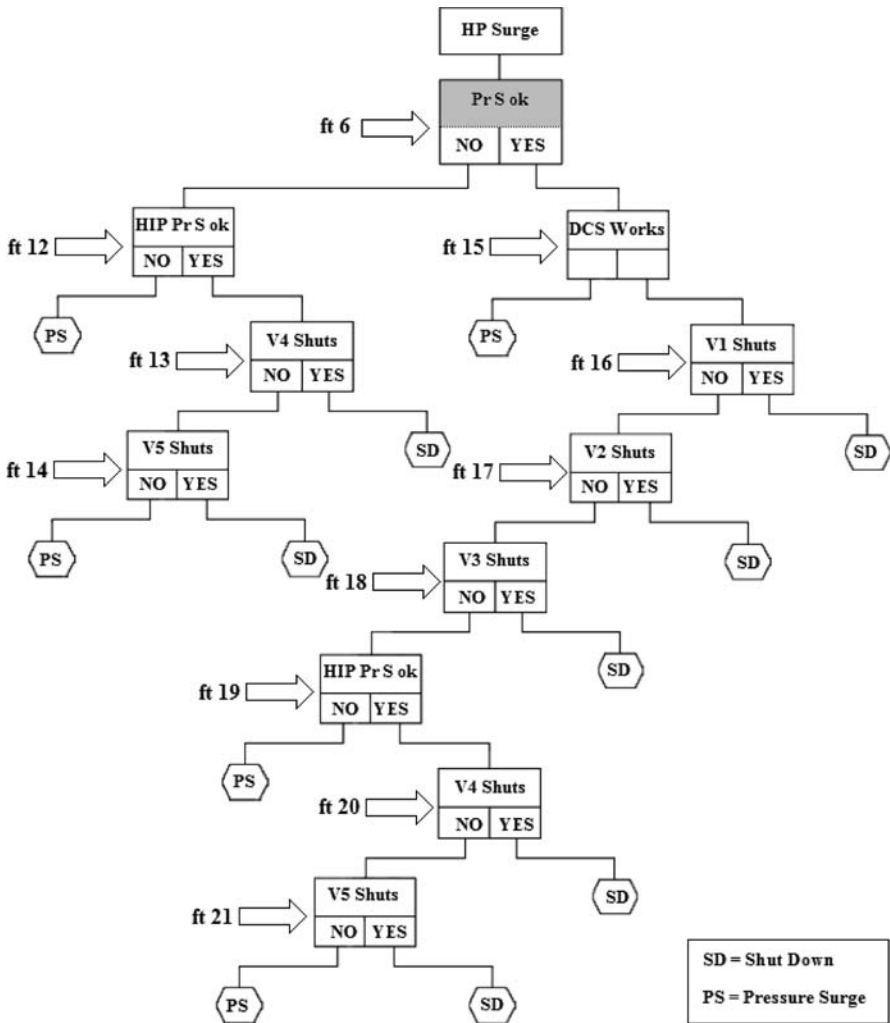 HP Surge
Pr S ok
ft 6
NO YES
HIP Pr S ok
DCS Works
ft 12
NO YES
ft 15
PS
PS
V4 Shuts
V1 Shuts
ft 13
NO YES
ft 16
NO YES
V5 Shuts
SD
V2 Shuts
SD
ft 14
NO YES
ft 17
NO YES
PS
SD
V3 Shuts
SD
ft 18
NO YES
HIP Pr S ok
SD
ft 19
NO YES
PS
V4 Shuts
ft 20
NO YES
V5 Shuts
SD
ft 21
NO YES
SD = Shut Down
PS
SD
PS = Pressure Surge